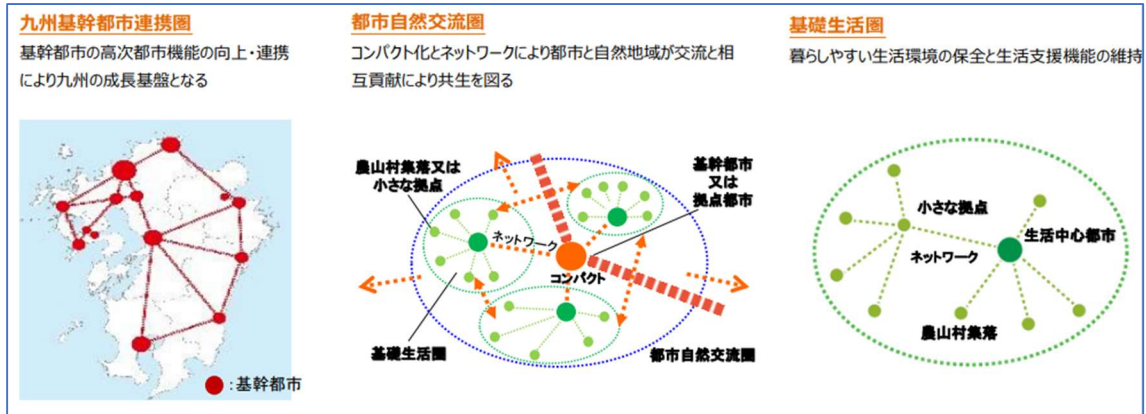 九州基幹都市連携圏
基幹都市の高次都市機能の向上・連携
により九州の成長基盤となる
：基幹都市
都市自然交流圏
コンパクト化とネットワークにより都市と自然地域が交流と相
互貢献により共生を図る
農山村集落又は
小さな拠点
基幹都市
又は
拠点都市
ネットワーク
コンパクト
基礎生活圏
都市自然交流圏
基礎生活圏
暮らしやすい生活環境の保全と生活支援機能の維持
小さな拠点
生活中心都市
ネットワーク
農山村集落